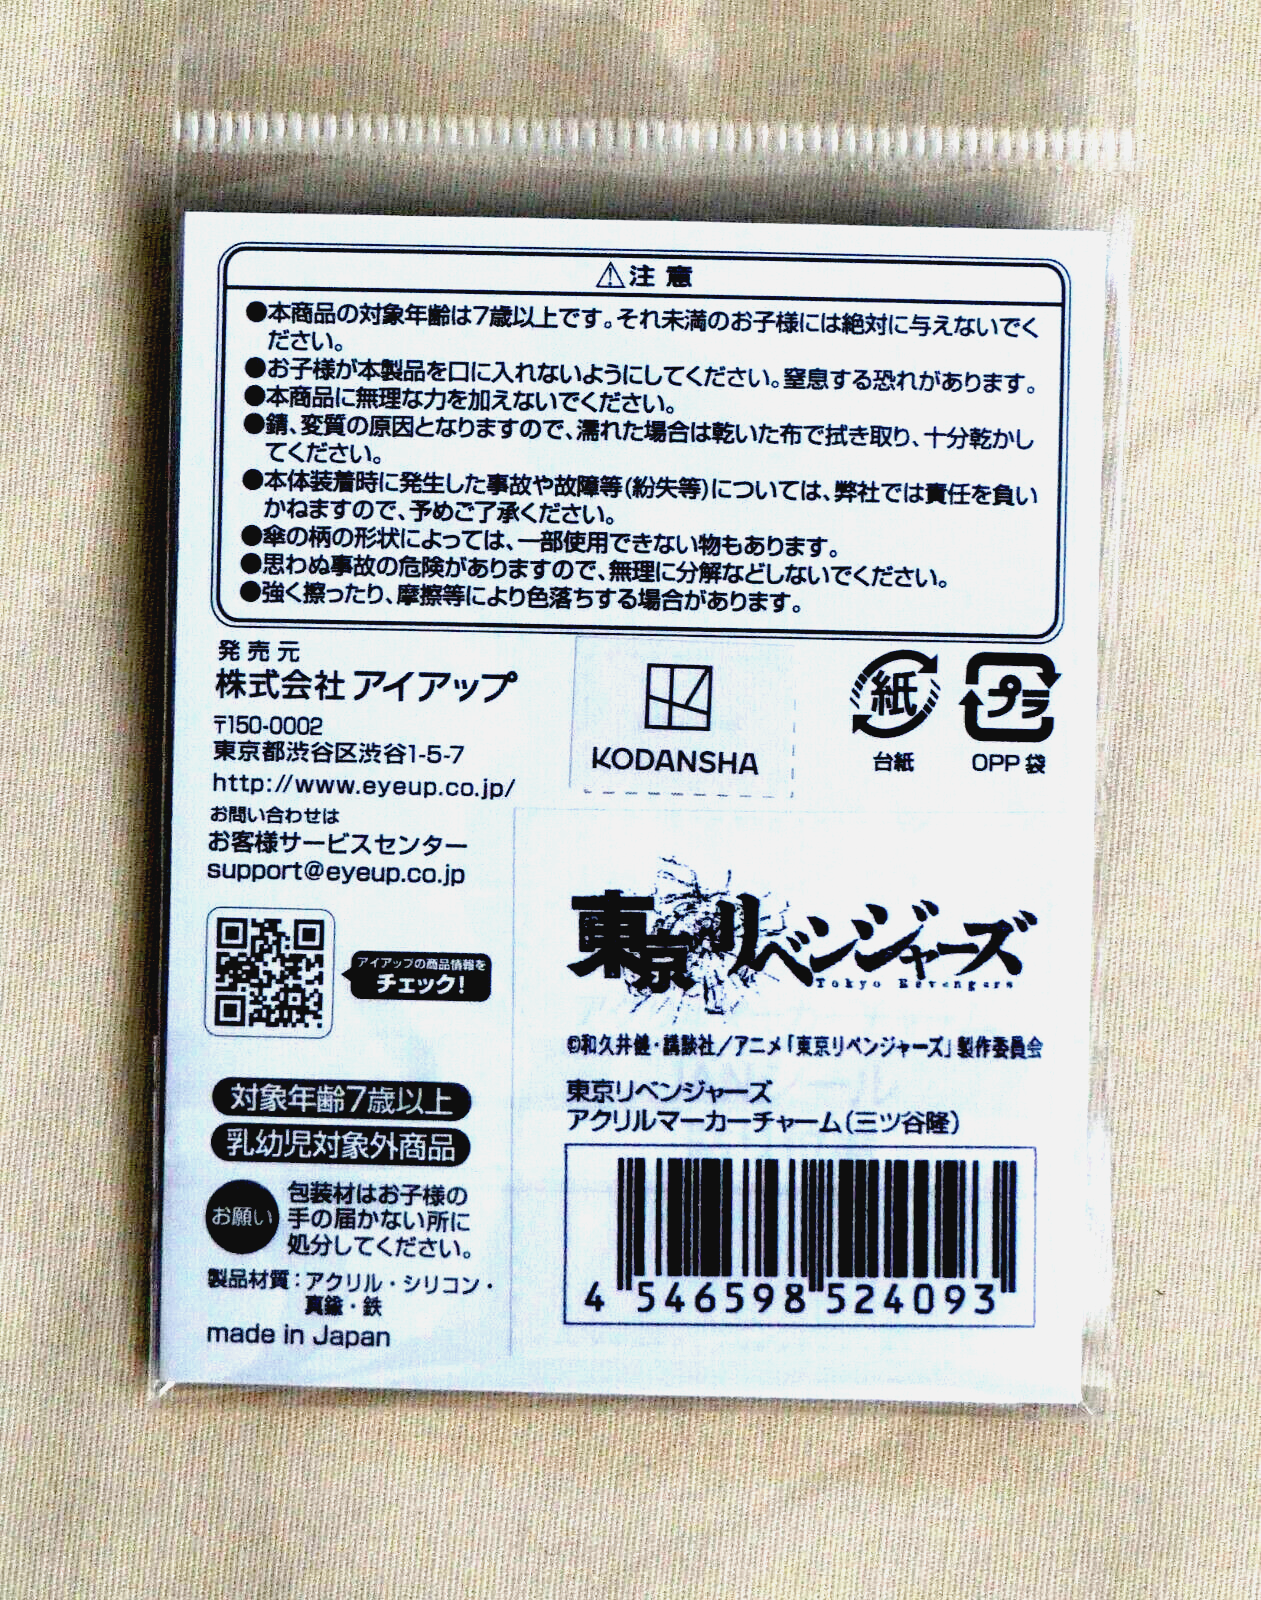 ⚠注意
●本商品の対象年齢は7歳以上です。それ未満のお子様には絶対に与えないでく
ださい。
●お子様が本製品を口に入れないようにしてください。窒息する恐れがあります。
●本商品に無理な力を加えないでください。
●錆、変質の原因となりますので、濡れた場合は乾いた布で拭き取り、十分乾かし
てください。
●本体装着時に発生した事故や故障等(紛失等)については、弊社では責任を負い
かねますので、予めご了承ください。
●傘の柄の形状によっては、一部使用できない物もあります。
●思わぬ事故の危険がありますので、無理に分解などしないでください。
●強く擦ったり、摩擦等により色落ちする場合があります。
発売元
株式会社アイアップ
〒150-0002
東京都渋谷区渋谷1-5-7
http://www.eyeup.co.jp/
お問い合わせは
お客様サービスセンター
support@eyeup.co.jp
KODANSHA
紙
台紙
プラ
OPP袋
アイアップの商品情報を
チェック!
東京リベンジャーズ
Tokyo Revengers
©和久井健・講談社/アニメ「東京リベンジャーズ」製作委員会
東京リベンジャーズ
アクリルマーカーチャーム(三ツ谷隆)
4 546598 524093
対象年齢7歳以上
乳幼児対象外商品
お願い
包装材はお子様の
手の届かない所に
処分してください。
製品材質:アクリル・シリコン・
真鍮・鉄
made in Japan